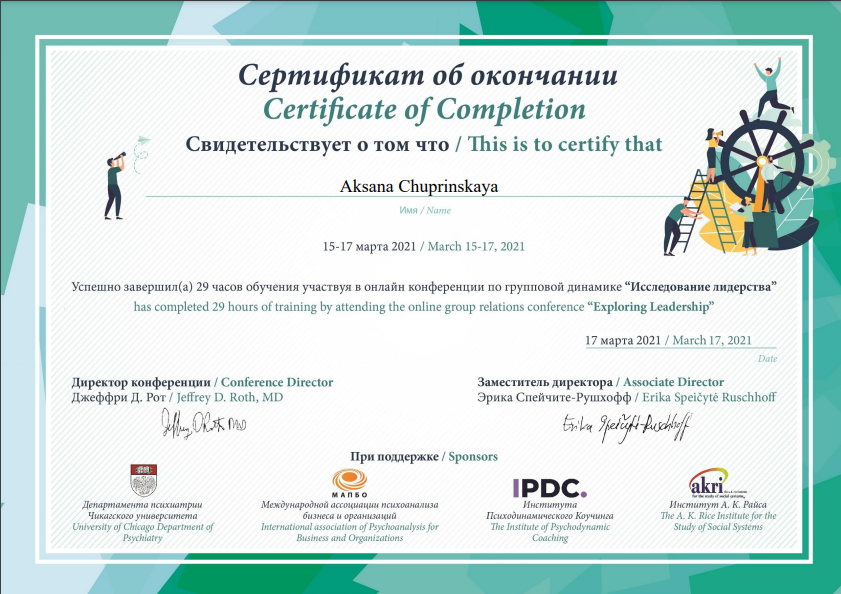 Сертификат об окончании
Certificate of Completion
Свидетельствует о том что / This is to certify that
Aksana Chuprinskaya
Имя / Name
15-17 марта 2021 / March 15-17, 2021
Успешно завершил(а) 29 часов обучения участвуя в онлайн конференции по групповой динамике “Исследование лидерства”
has completed 29 hours of training by attending the online group relations conference “Exploring Leadership”
17 марта 2021 / March 17, 2021
Date
Директор конференции / Conference Director
Джеффри Д. Рот / Jeffrey D. Roth, MD
Jeffrey D Roth MD
Заместитель директора / Associate Director
Эрика Спейчите-Рушхофф / Erika Speičytė Ruschhoff
Erika Speičytė-Ruschhoff
При поддержке / Sponsors
Департамента психиатрии
Чикагского университета
University of Chicago Department of
Psychiatry
МАПБО
Международной ассоциации психоанализа
бизнеса и организаций
International association of Psychoanalysis for
Business and Organizations
IPDC.
Института
Психодинамического Коучинга
The Institute of Psychodynamic
Coaching
akri
for the study of social systems
Институт А. К. Райса
The A. K. Rice Institute for the
Study of Social Systems